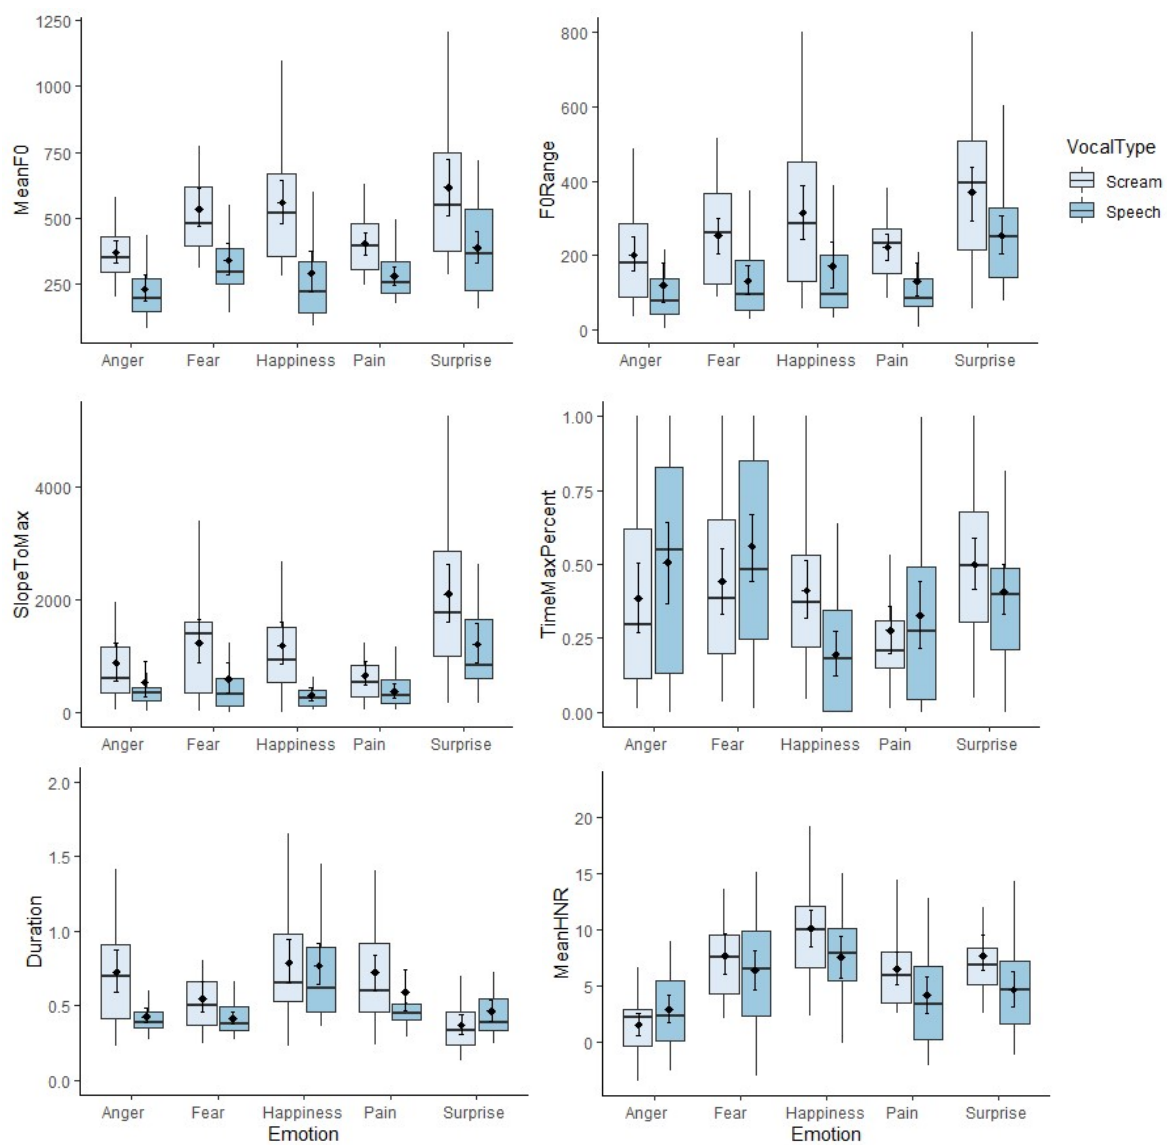 1250
1000
750
500
250
MeanF0
Anger Fear Happiness Pain Surprise
800
600
400
200
0
F0Range
Anger Fear Happiness Pain Surprise
VocalType
Scream
Speech
4000
2000
0
SlopeToMax
Anger Fear Happiness Pain Surprise
1.00
0.75
0.50
0.25
0.00
TimeMaxPercent
Anger Fear Happiness Pain Surprise
2.0
1.5
1.0
0.5
0.0
Duration
Anger Fear Happiness Pain Surprise
Emotion
20
15
10
5
0
MeanHNR
Anger Fear Happiness Pain Surprise
Emotion